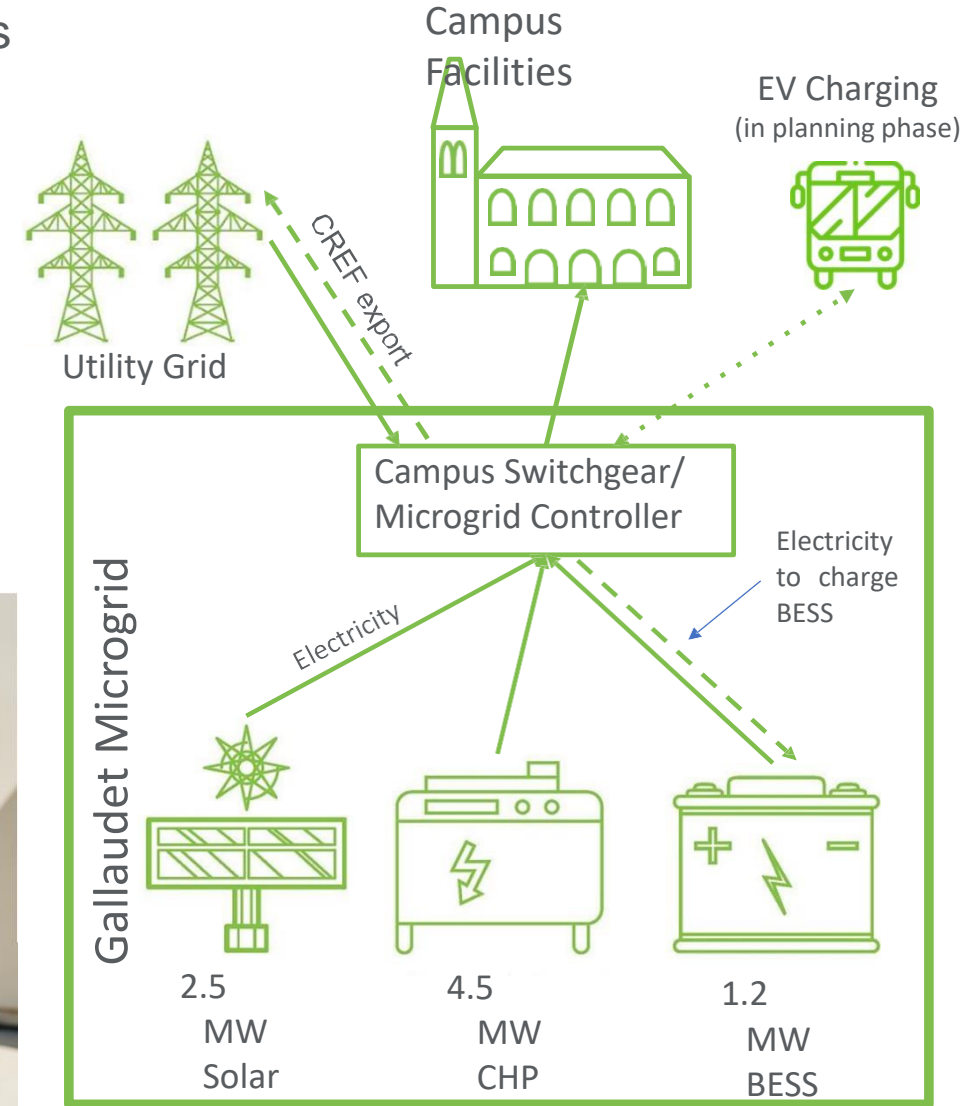 s
Campus
Facilities
EV Charging
(in planning phase)
CREF export
Utility Grid
Campus Switchgear/
Microgrid Controller
Electricity
to charge
BESS
Electricity
Gallaudet Microgrid
2.5
MW
Solar
4.5
MW
CHP
1.2
MW
BESS